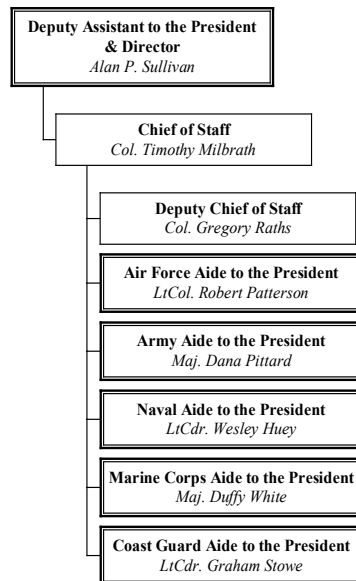 Deputy Assistant to the President
& Director
Alan P. Sullivan
Chief of Staff
Col. Timothy Milbrath
Deputy Chief of Staff
Col. Gregory Raths
Air Force Aide to the President
LtCol. Robert Patterson
Army Aide to the President
Maj. Dana Pittard
Naval Aide to the President
LtCdr. Wesley Huey
Marine Corps Aide to the President
Maj. Duffy White
Coast Guard Aide to the President
LtCdr. Graham Stowe